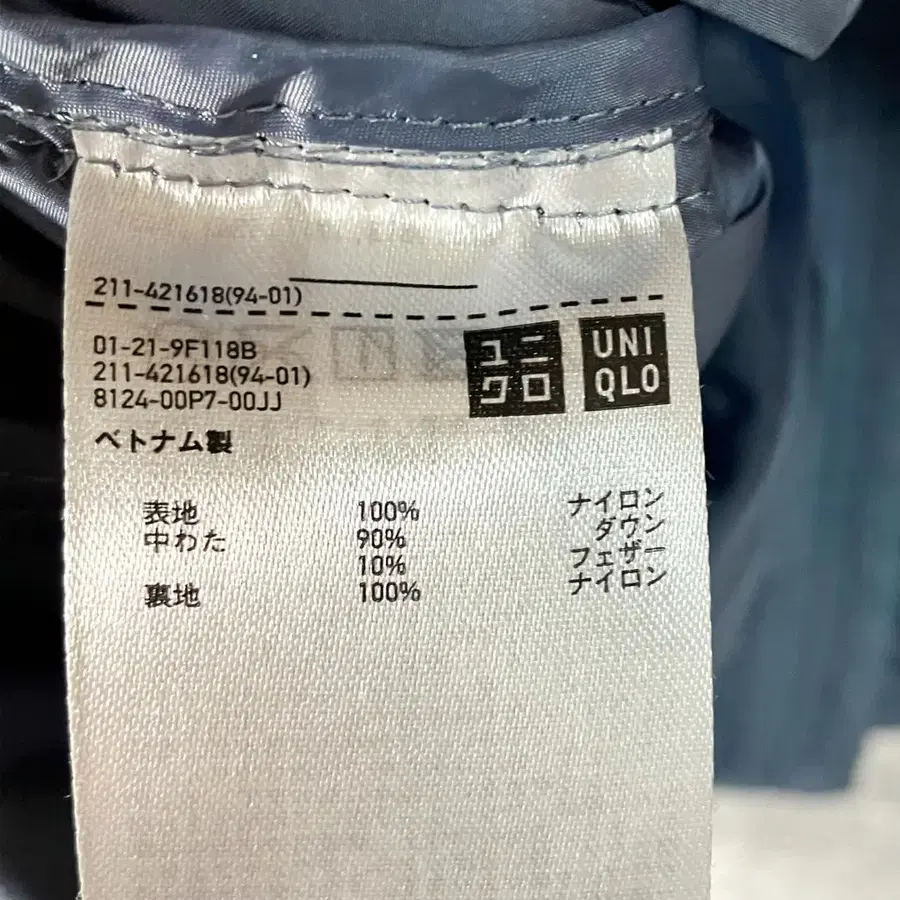 211-421618(94-01)
01-21-9F118B
211-421618(94-01)
8124-00P7-00JJ
ベトナム製
ユニクロ
UNIQLO
表地 100% ナイロン
中わた 90% ダウン
10% フェザー
裏地 100% ナイロン